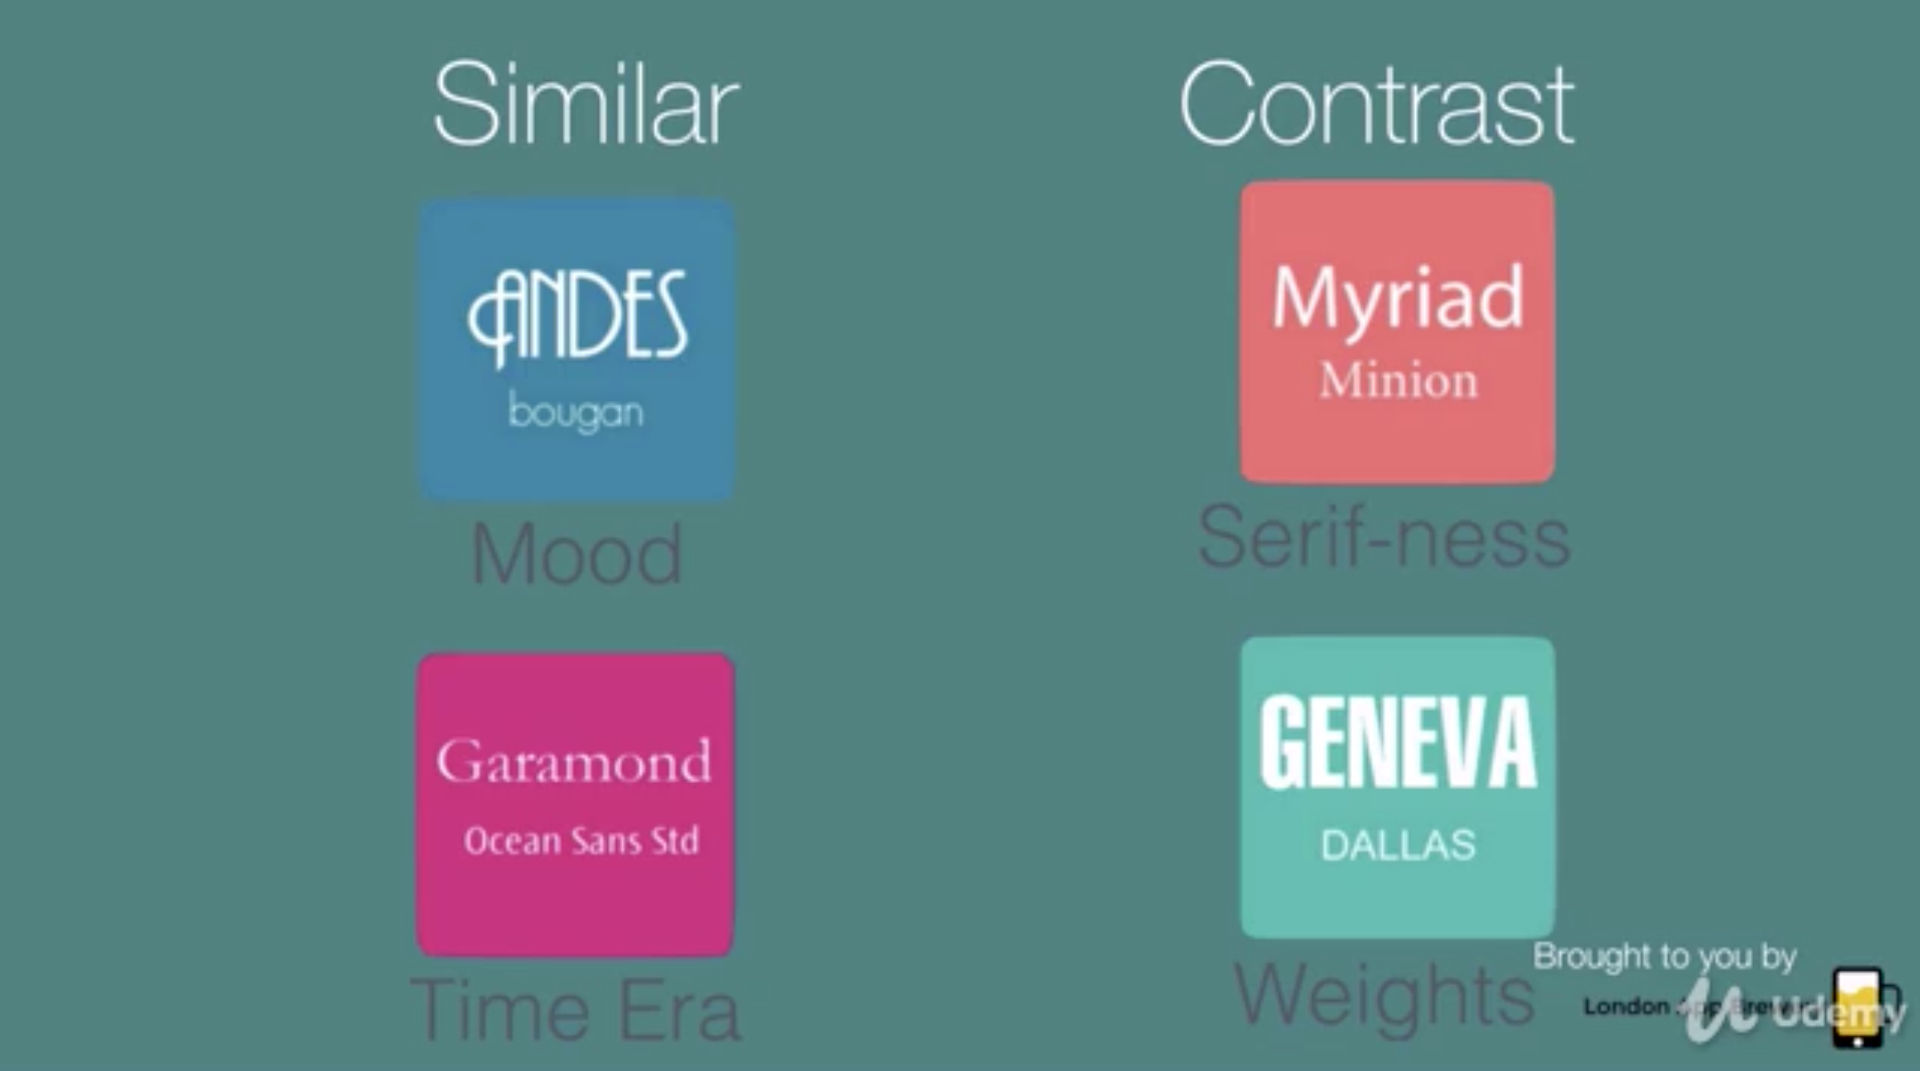 Similar
ANDES
bougan
Mood
Garamond
Ocean Sans Std
Time Era
Contrast
Myriad
Minion
Serif-ness
GENEVA
DALLAS
Weights
Brought to you by
London App
Udemy